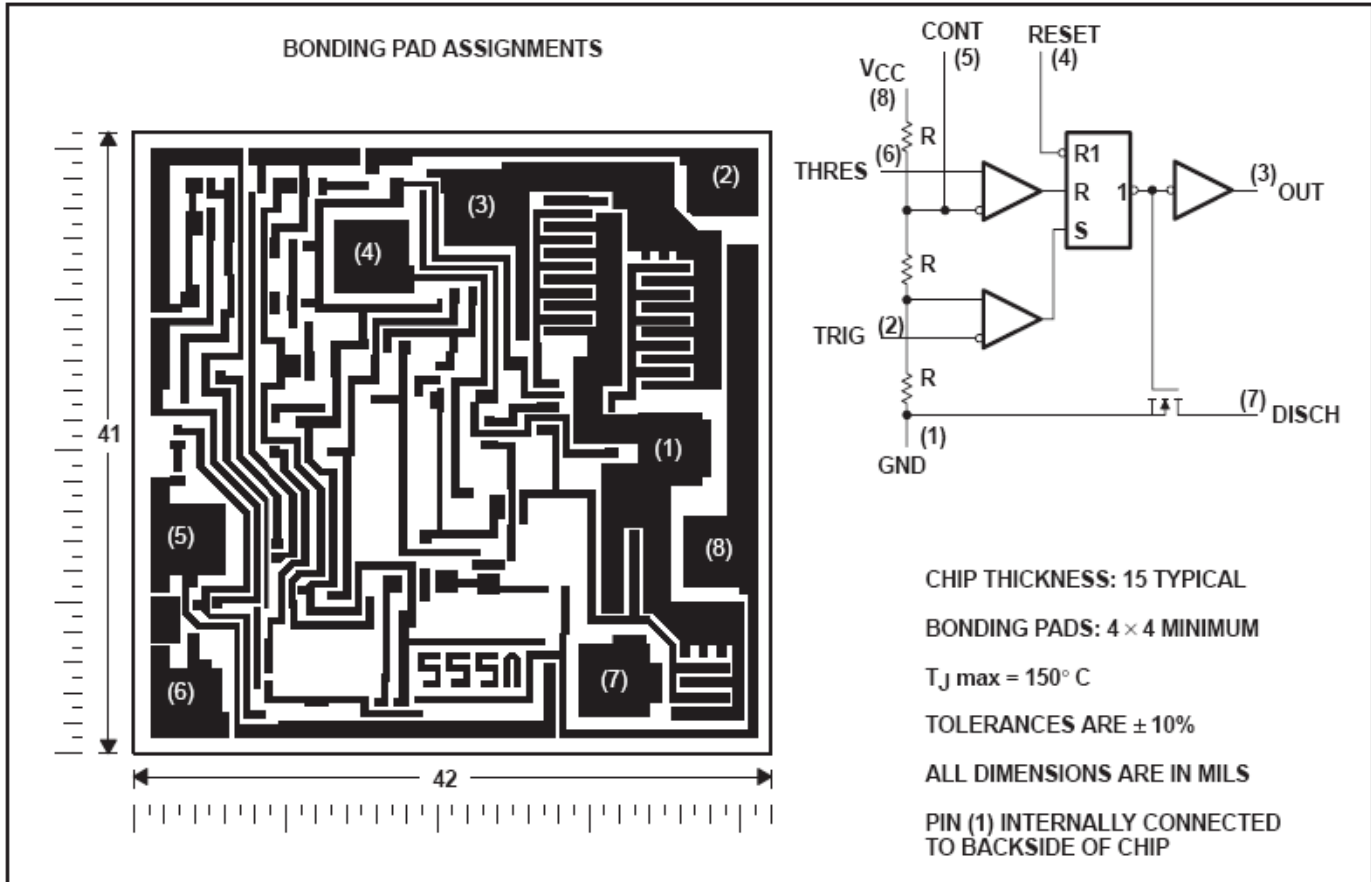 BONDING PAD ASSIGNMENTS
(2)
(3)
(4)
(1)
(5)
(8)
(6)
(7)
555A
41
42
CONT
(5)
RESET
(4)
VCC
(8)
R
(6)
THRES
R1
R
1
S
(3)
OUT
R
(2)
TRIG
R
(7)
DISCH
(1)
GND
CHIP THICKNESS: 15 TYPICAL
BONDING PADS: 4 × 4 MINIMUM
TJ max = 150° C
TOLERANCES ARE ± 10%
ALL DIMENSIONS ARE IN MILS
PIN (1) INTERNALLY CONNECTED
TO BACKSIDE OF CHIP